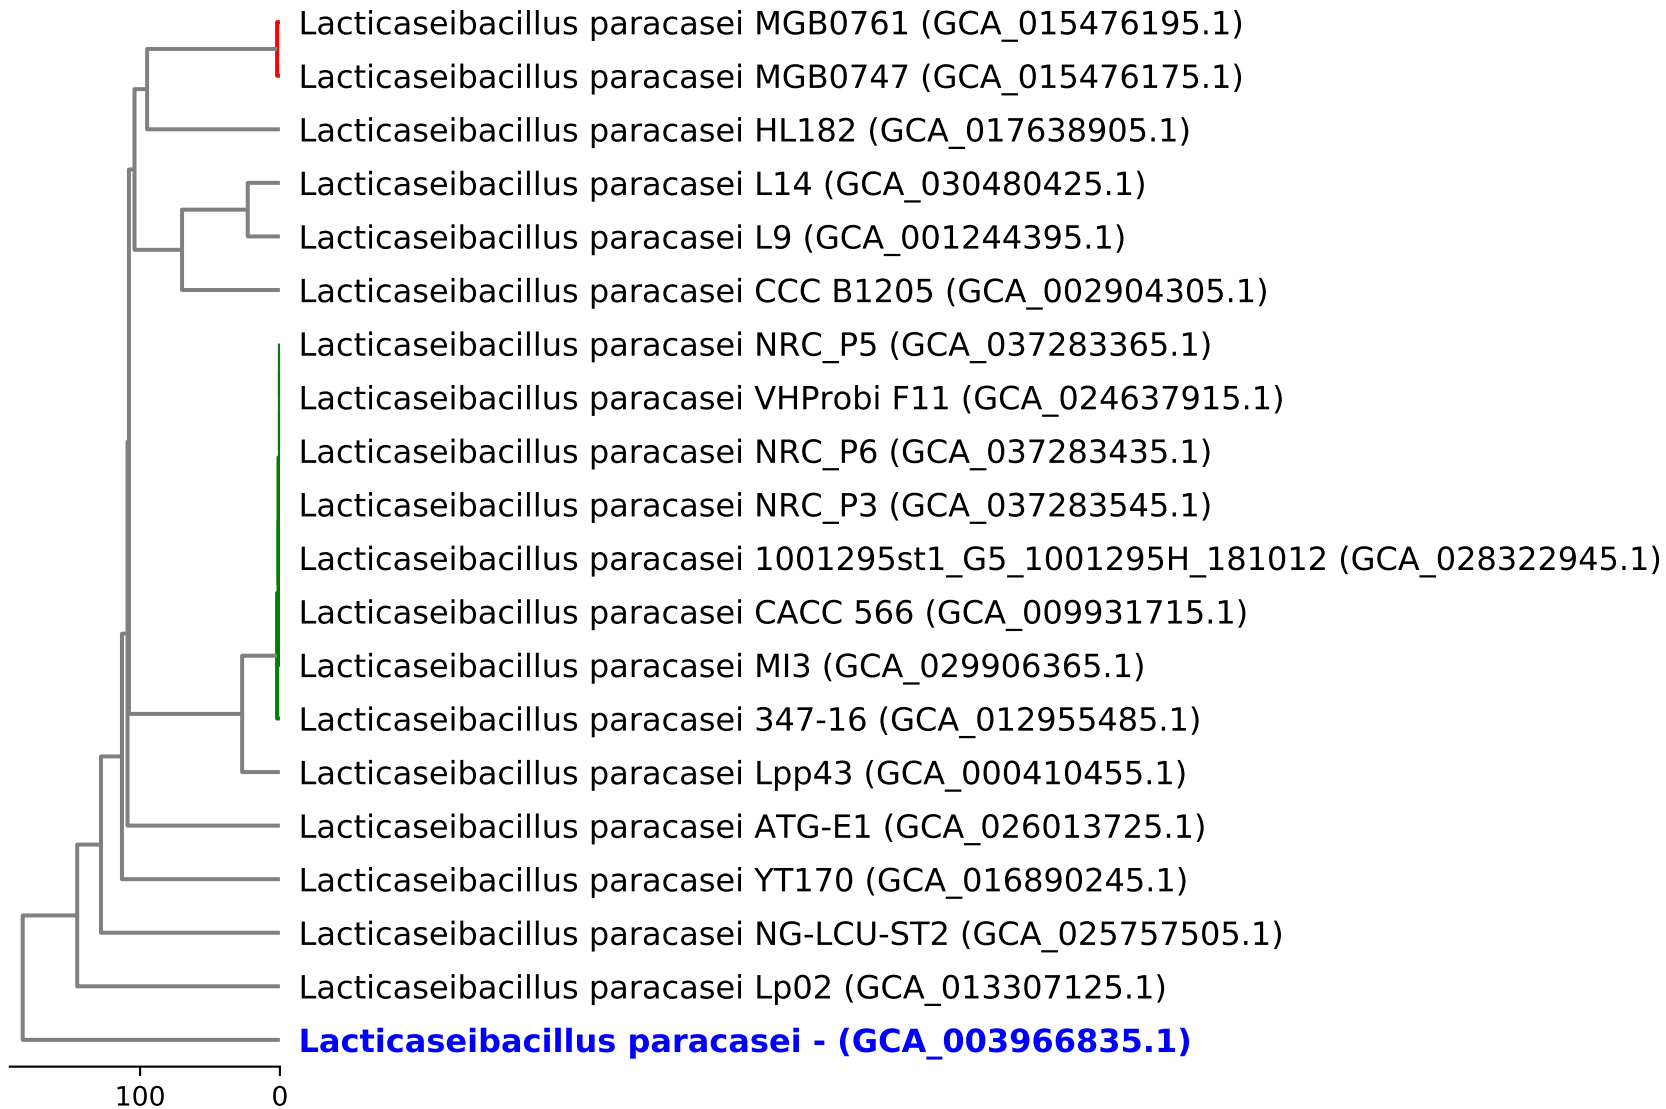 Lacticaseibacillus paracasei MGB0761 (GCA_015476195.1)
Lacticaseibacillus paracasei MGB0747 (GCA_015476175.1)
Lacticaseibacillus paracasei HL182 (GCA_017638905.1)
Lacticaseibacillus paracasei L14 (GCA_030480425.1)
Lacticaseibacillus paracasei L9 (GCA_001244395.1)
Lacticaseibacillus paracasei CCC B1205 (GCA_002904305.1)
Lacticaseibacillus paracasei NRC_P5 (GCA_037283365.1)
Lacticaseibacillus paracasei VHProbi F11 (GCA_024637915.1)
Lacticaseibacillus paracasei NRC_P6 (GCA_037283435.1)
Lacticaseibacillus paracasei NRC_P3 (GCA_037283545.1)
Lacticaseibacillus paracasei 1001295st1_G5_1001295H_181012 (GCA_028322945.1)
Lacticaseibacillus paracasei CACC 566 (GCA_009931715.1)
Lacticaseibacillus paracasei MI3 (GCA_029906365.1)
Lacticaseibacillus paracasei 347-16 (GCA_012955485.1)
Lacticaseibacillus paracasei Lpp43 (GCA_000410455.1)
Lacticaseibacillus paracasei ATG-E1 (GCA_026013725.1)
Lacticaseibacillus paracasei YT170 (GCA_016890245.1)
Lacticaseibacillus paracasei NG-LCU-ST2 (GCA_025757505.1)
Lacticaseibacillus paracasei Lp02 (GCA_013307125.1)
Lacticaseibacillus paracasei - (GCA_003966835.1)
100 0